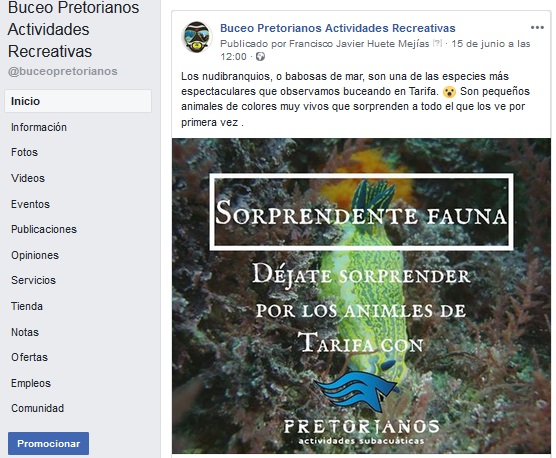 Buceo Pretorianos
Actividades
Recreativas
@buceopretorianos
Inicio
Información
Fotos
Videos
Eventos
Publicaciones
Opiniones
Servicios
Tienda
Notas
Ofertas
Empleos
Comunidad
Promocionar
Buceo Pretorianos Actividades Recreativas
Publicado por Francisco Javier Huete Mejías [?] · 15 de junio a las
12:00 ·
Los nudibranquios, o babosas de mar, son una de las especies más
espectaculares que observamos buceando en Tarifa. 😮 Son pequeños
animales de colores muy vivos que sorprenden a todo el que los ve por
primera vez .
Sorprendente fauna
Déjate sorprender
por los animles de
Tarifa con
PRETORIANOS
actividades subacuáticas